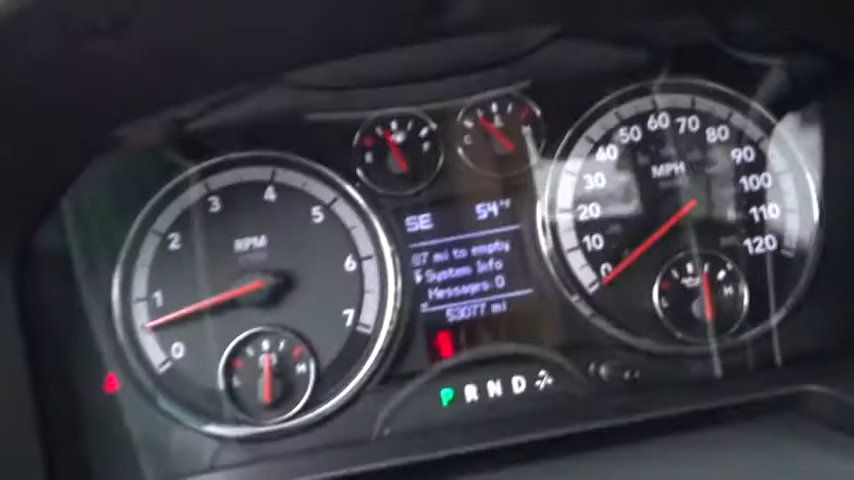 0 1 2 3 4 5 6 7
RPM
E F
C
SE 54°F
87 mi to empty
System Info
Messages: 0
53077 mi
0 10 20 30 40 50 60 70 80 90 100 110 120
MPH
H
P R N D